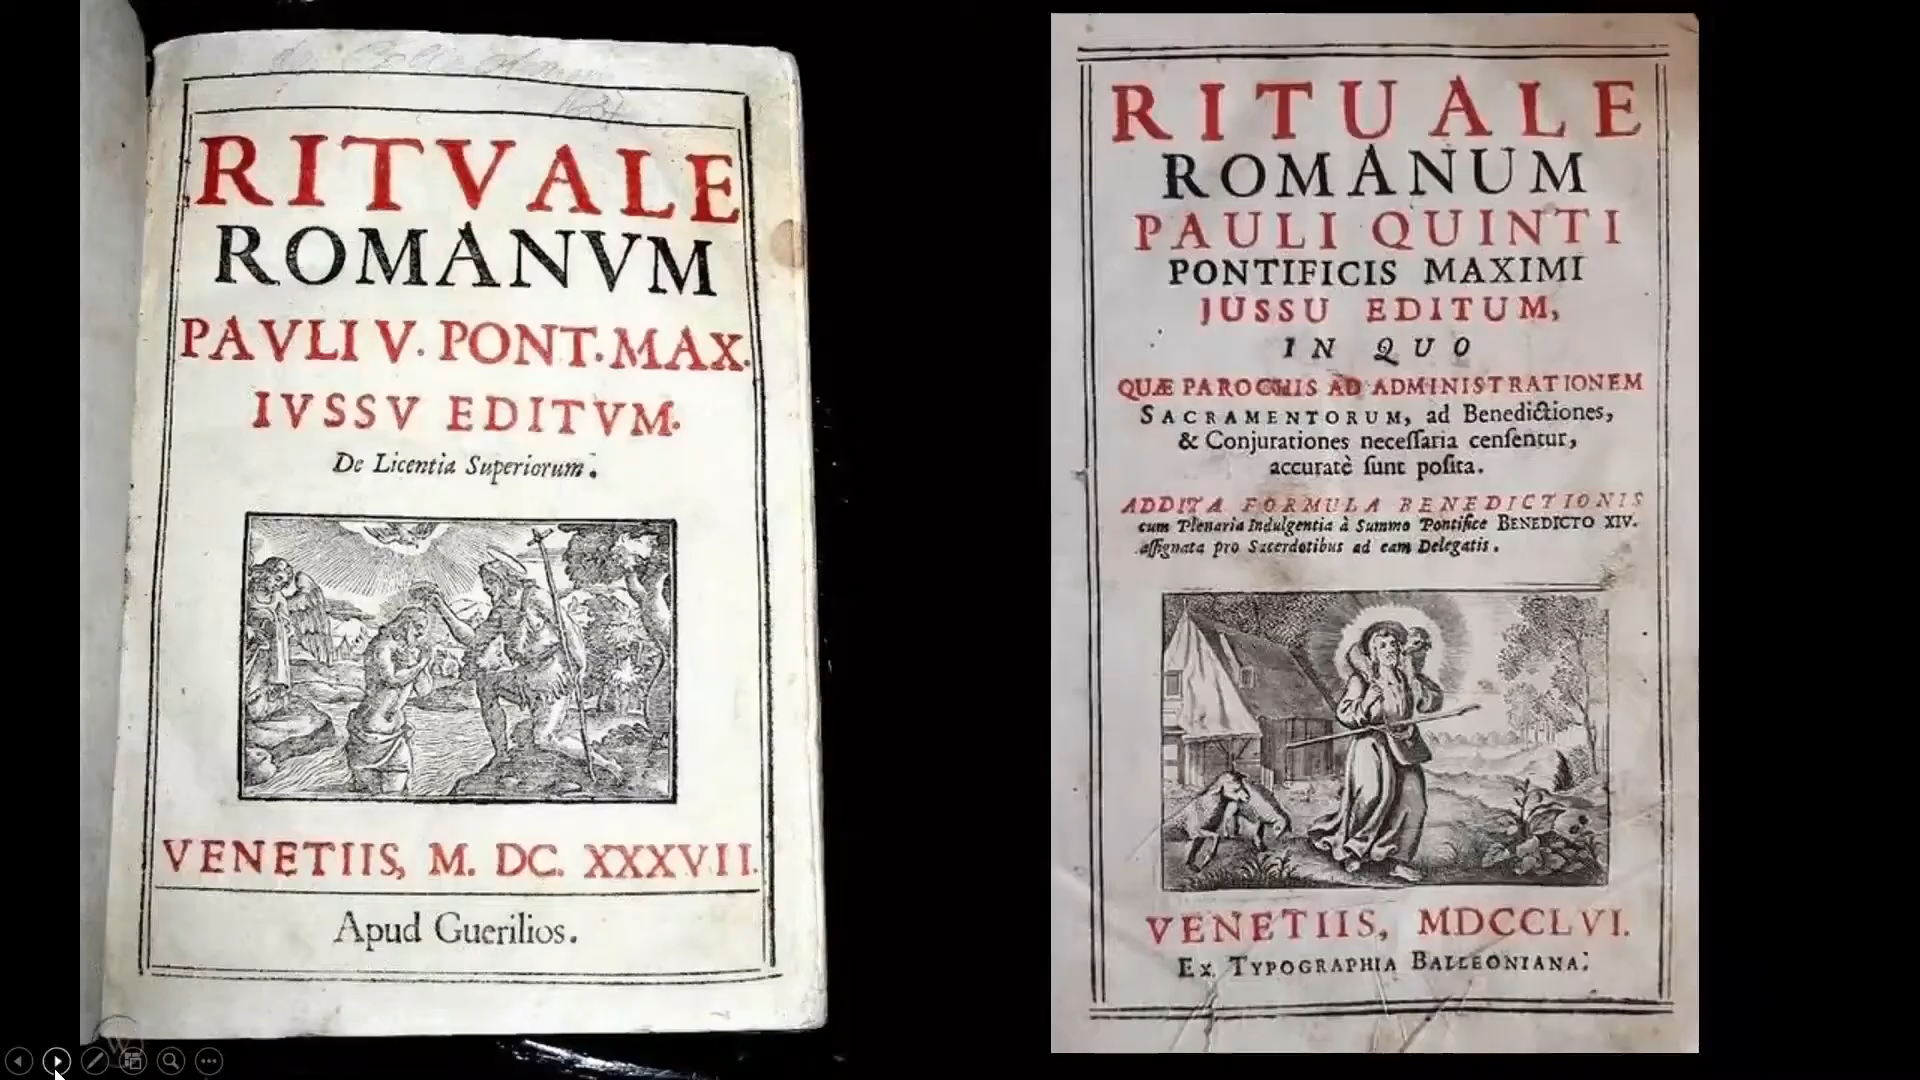 RITVALE
ROMANVM
PAVLI V. PONT. MAX.
IVSSV EDITVM.
De Licentia Superiorum.
VENETIIS, M. DC. XXXVII.
Apud Guerilios.
RITUALE
ROMANUM
PAULI QUINTI
PONTIFICIS MAXIMI
JUSSU EDITUM,
IN QUO
QUÆ PAROCHIS AD ADMINISTRATIONEM
SACRAMENTORUM, ad Benedictiones,
& Conjurationes neceſſaria cenſentur,
accuratè ſunt poſita.
ADDITA FORMULA BENEDICTIONIS
cum Plenaria Indulgentia à Summo Pontifice BENEDICTO XIV.
aſſignata pro Sacerdotibus ad eam Delegatis.
VENETIIS, MDCCLVI.
EX TYPOGRAPHIA BALLEONIANA.